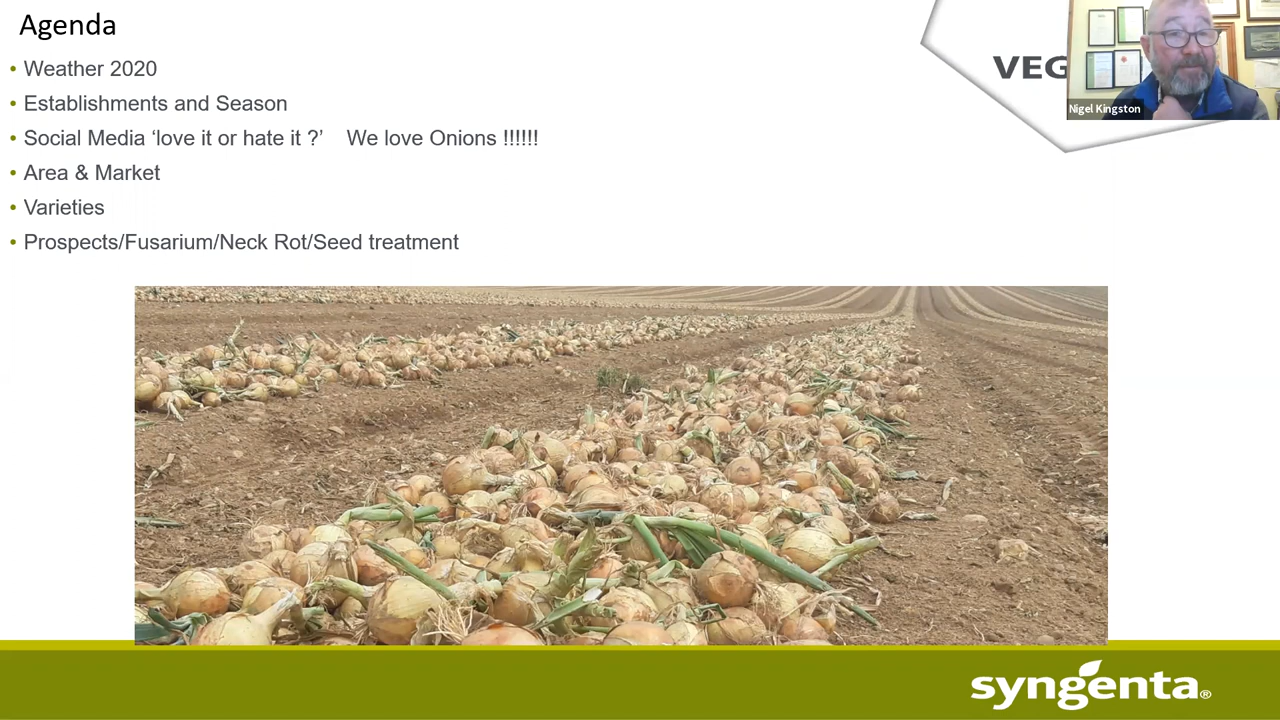 Agenda
• Weather 2020
• Establishments and Season
• Social Media ‘love it or hate it ?’ We love Onions !!!!!!
• Area & Market
• Varieties
• Prospects/Fusarium/Neck Rot/Seed treatment
VEG
Nigel Kingston
syngenta®